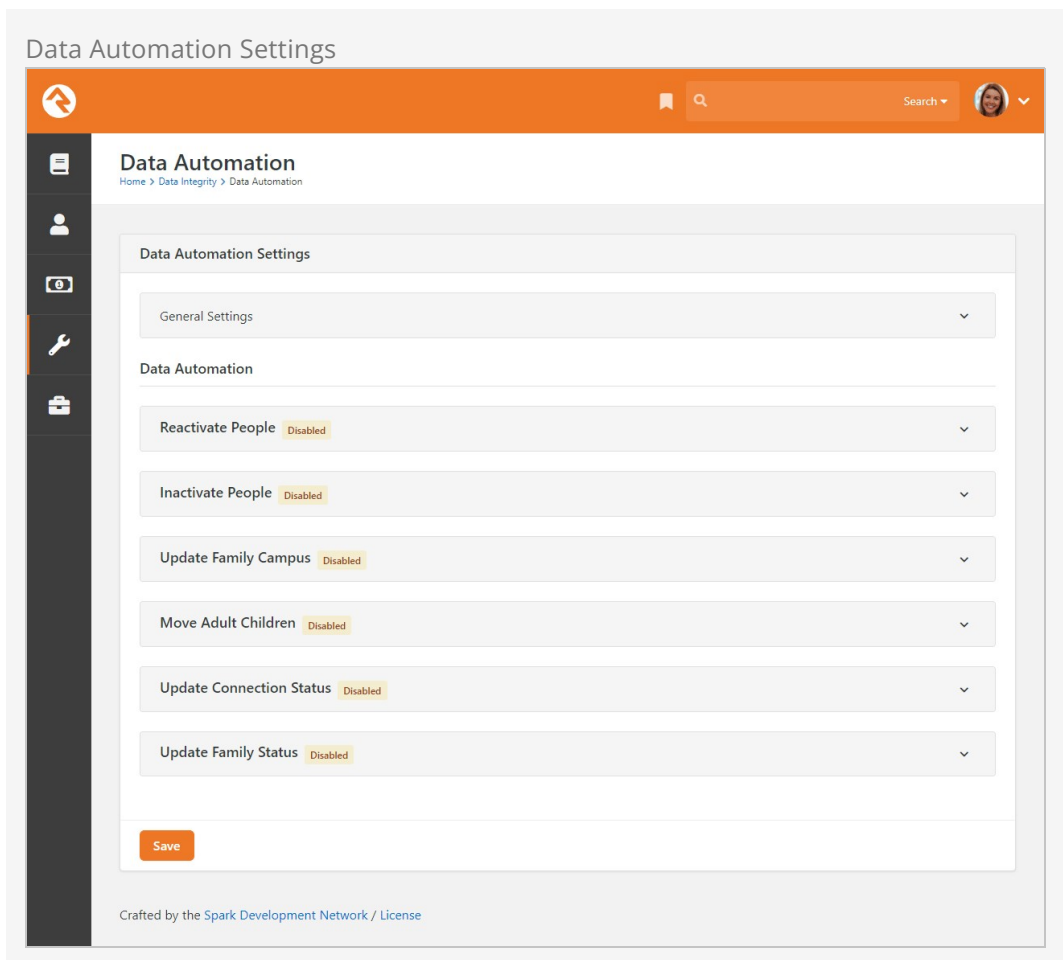 Data Automation Settings
Search
Data Automation
Home > Data Integrity > Data Automation
Data Automation Settings
General Settings
Data Automation
Reactivate People Disabled
Inactivate People Disabled
Update Family Campus Disabled
Move Adult Children Disabled
Update Connection Status Disabled
Update Family Status Disabled
Save
Crafted by the Spark Development Network / License